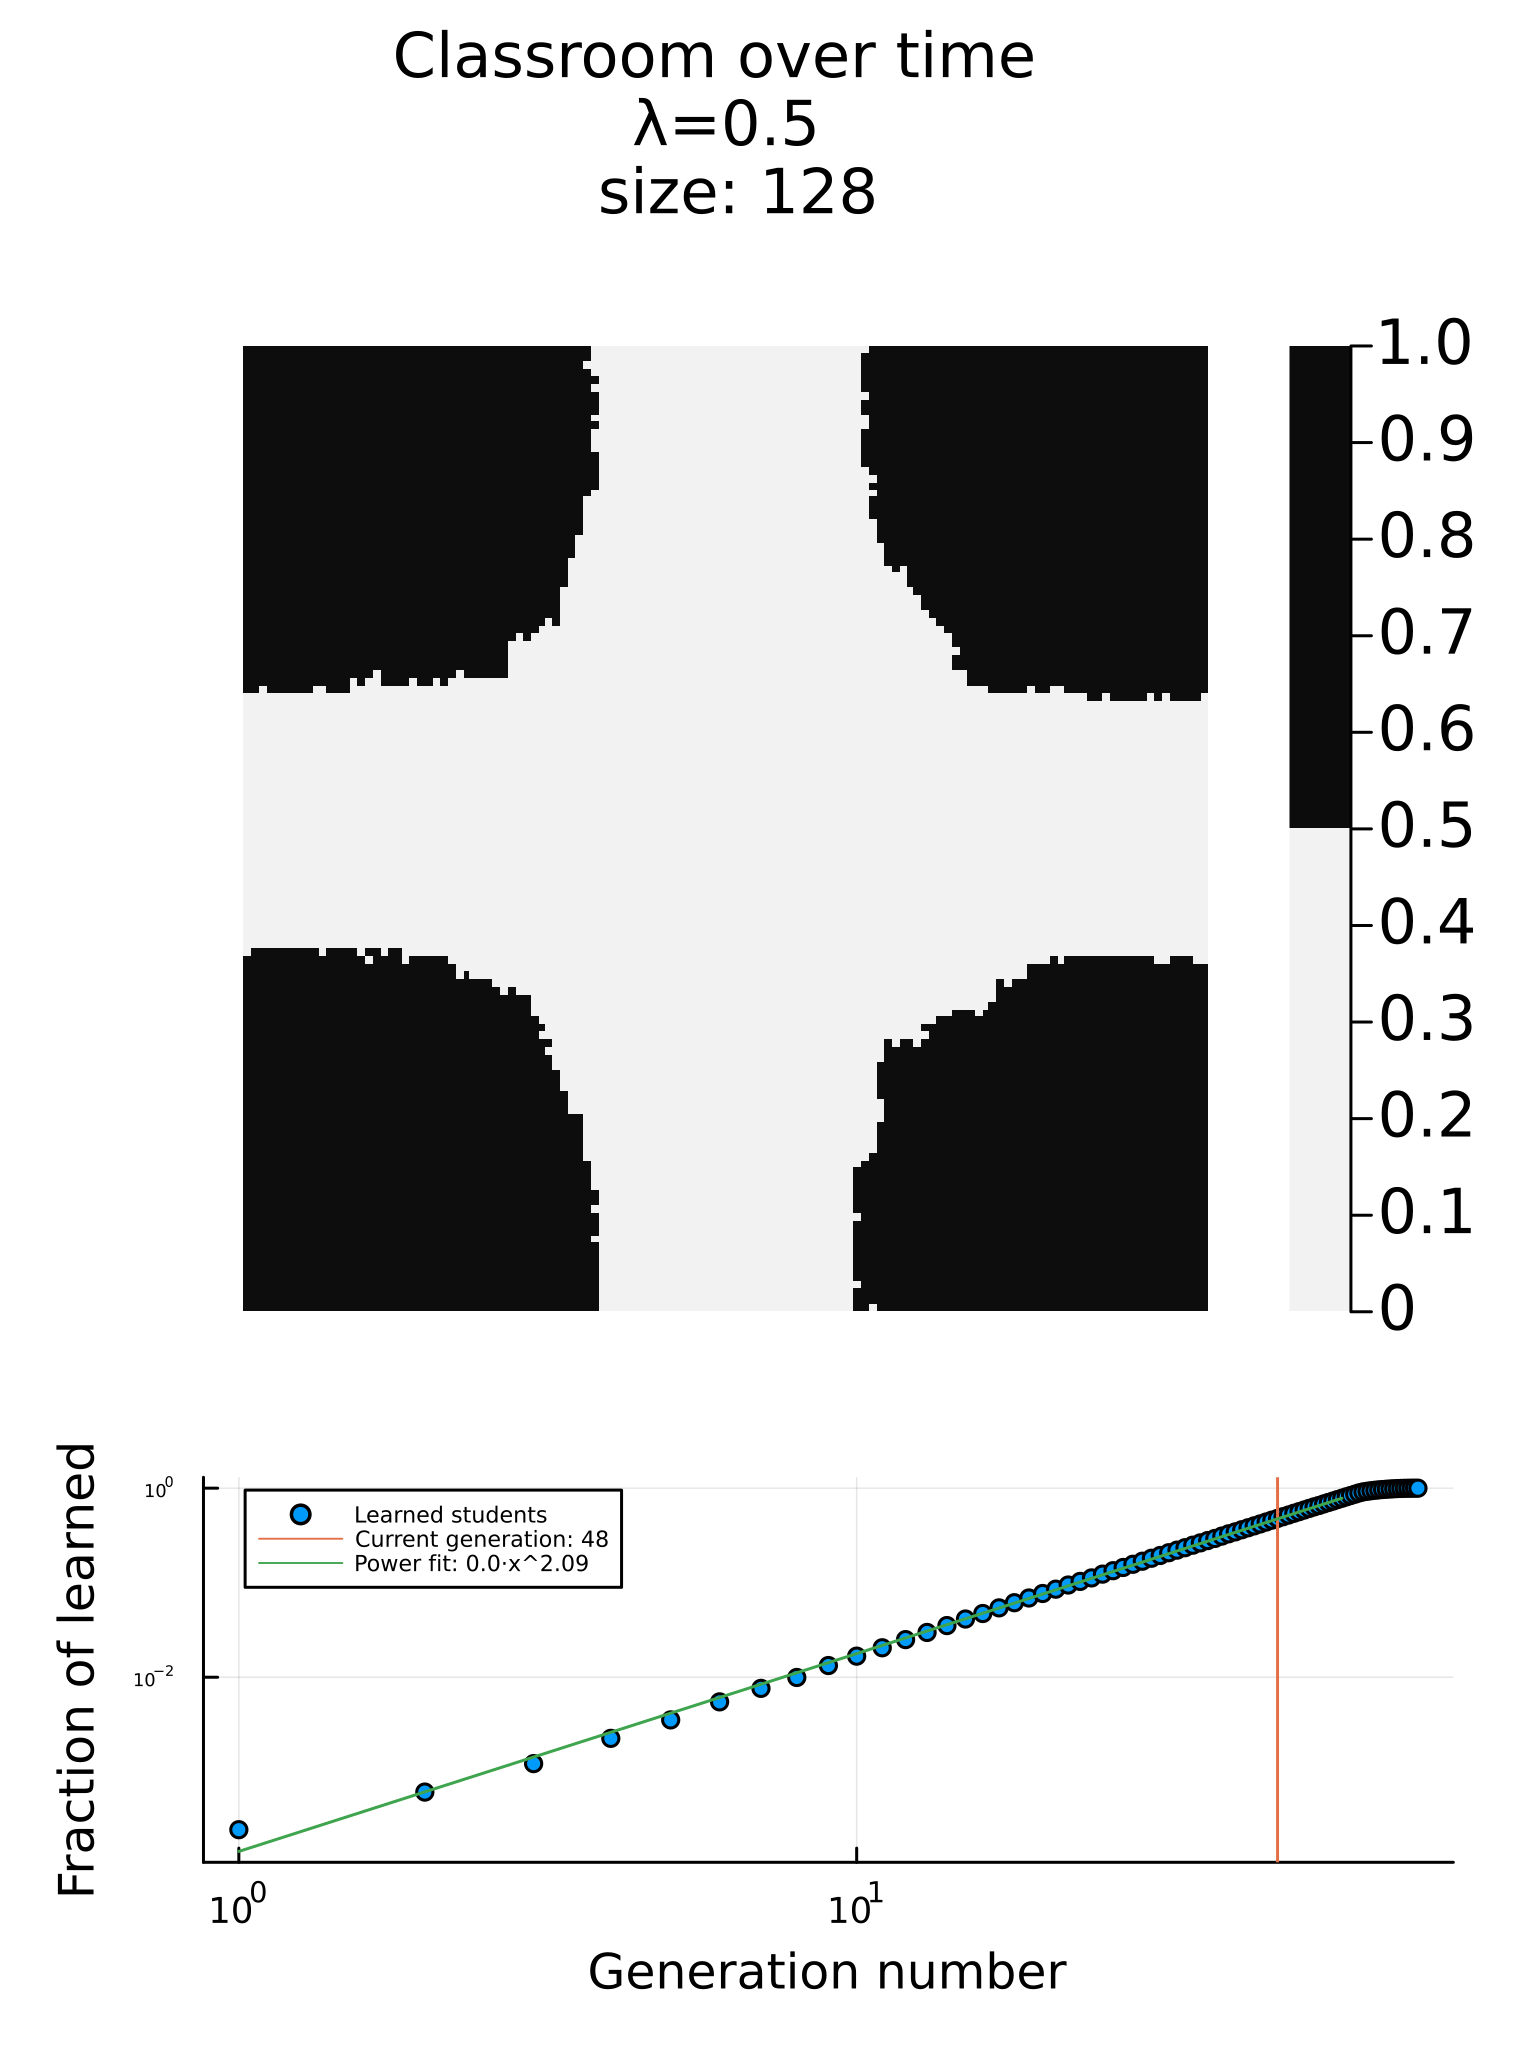 Classroom over time
λ=0.5
size: 128
1.0
0.9
0.8
0.7
0.6
0.5
0.4
0.3
0.2
0.1
0
Fraction of learned
10⁰
10⁻²
Learned students
Current generation: 48
Power fit: 0.0·x^2.09
10⁰
10¹
Generation number